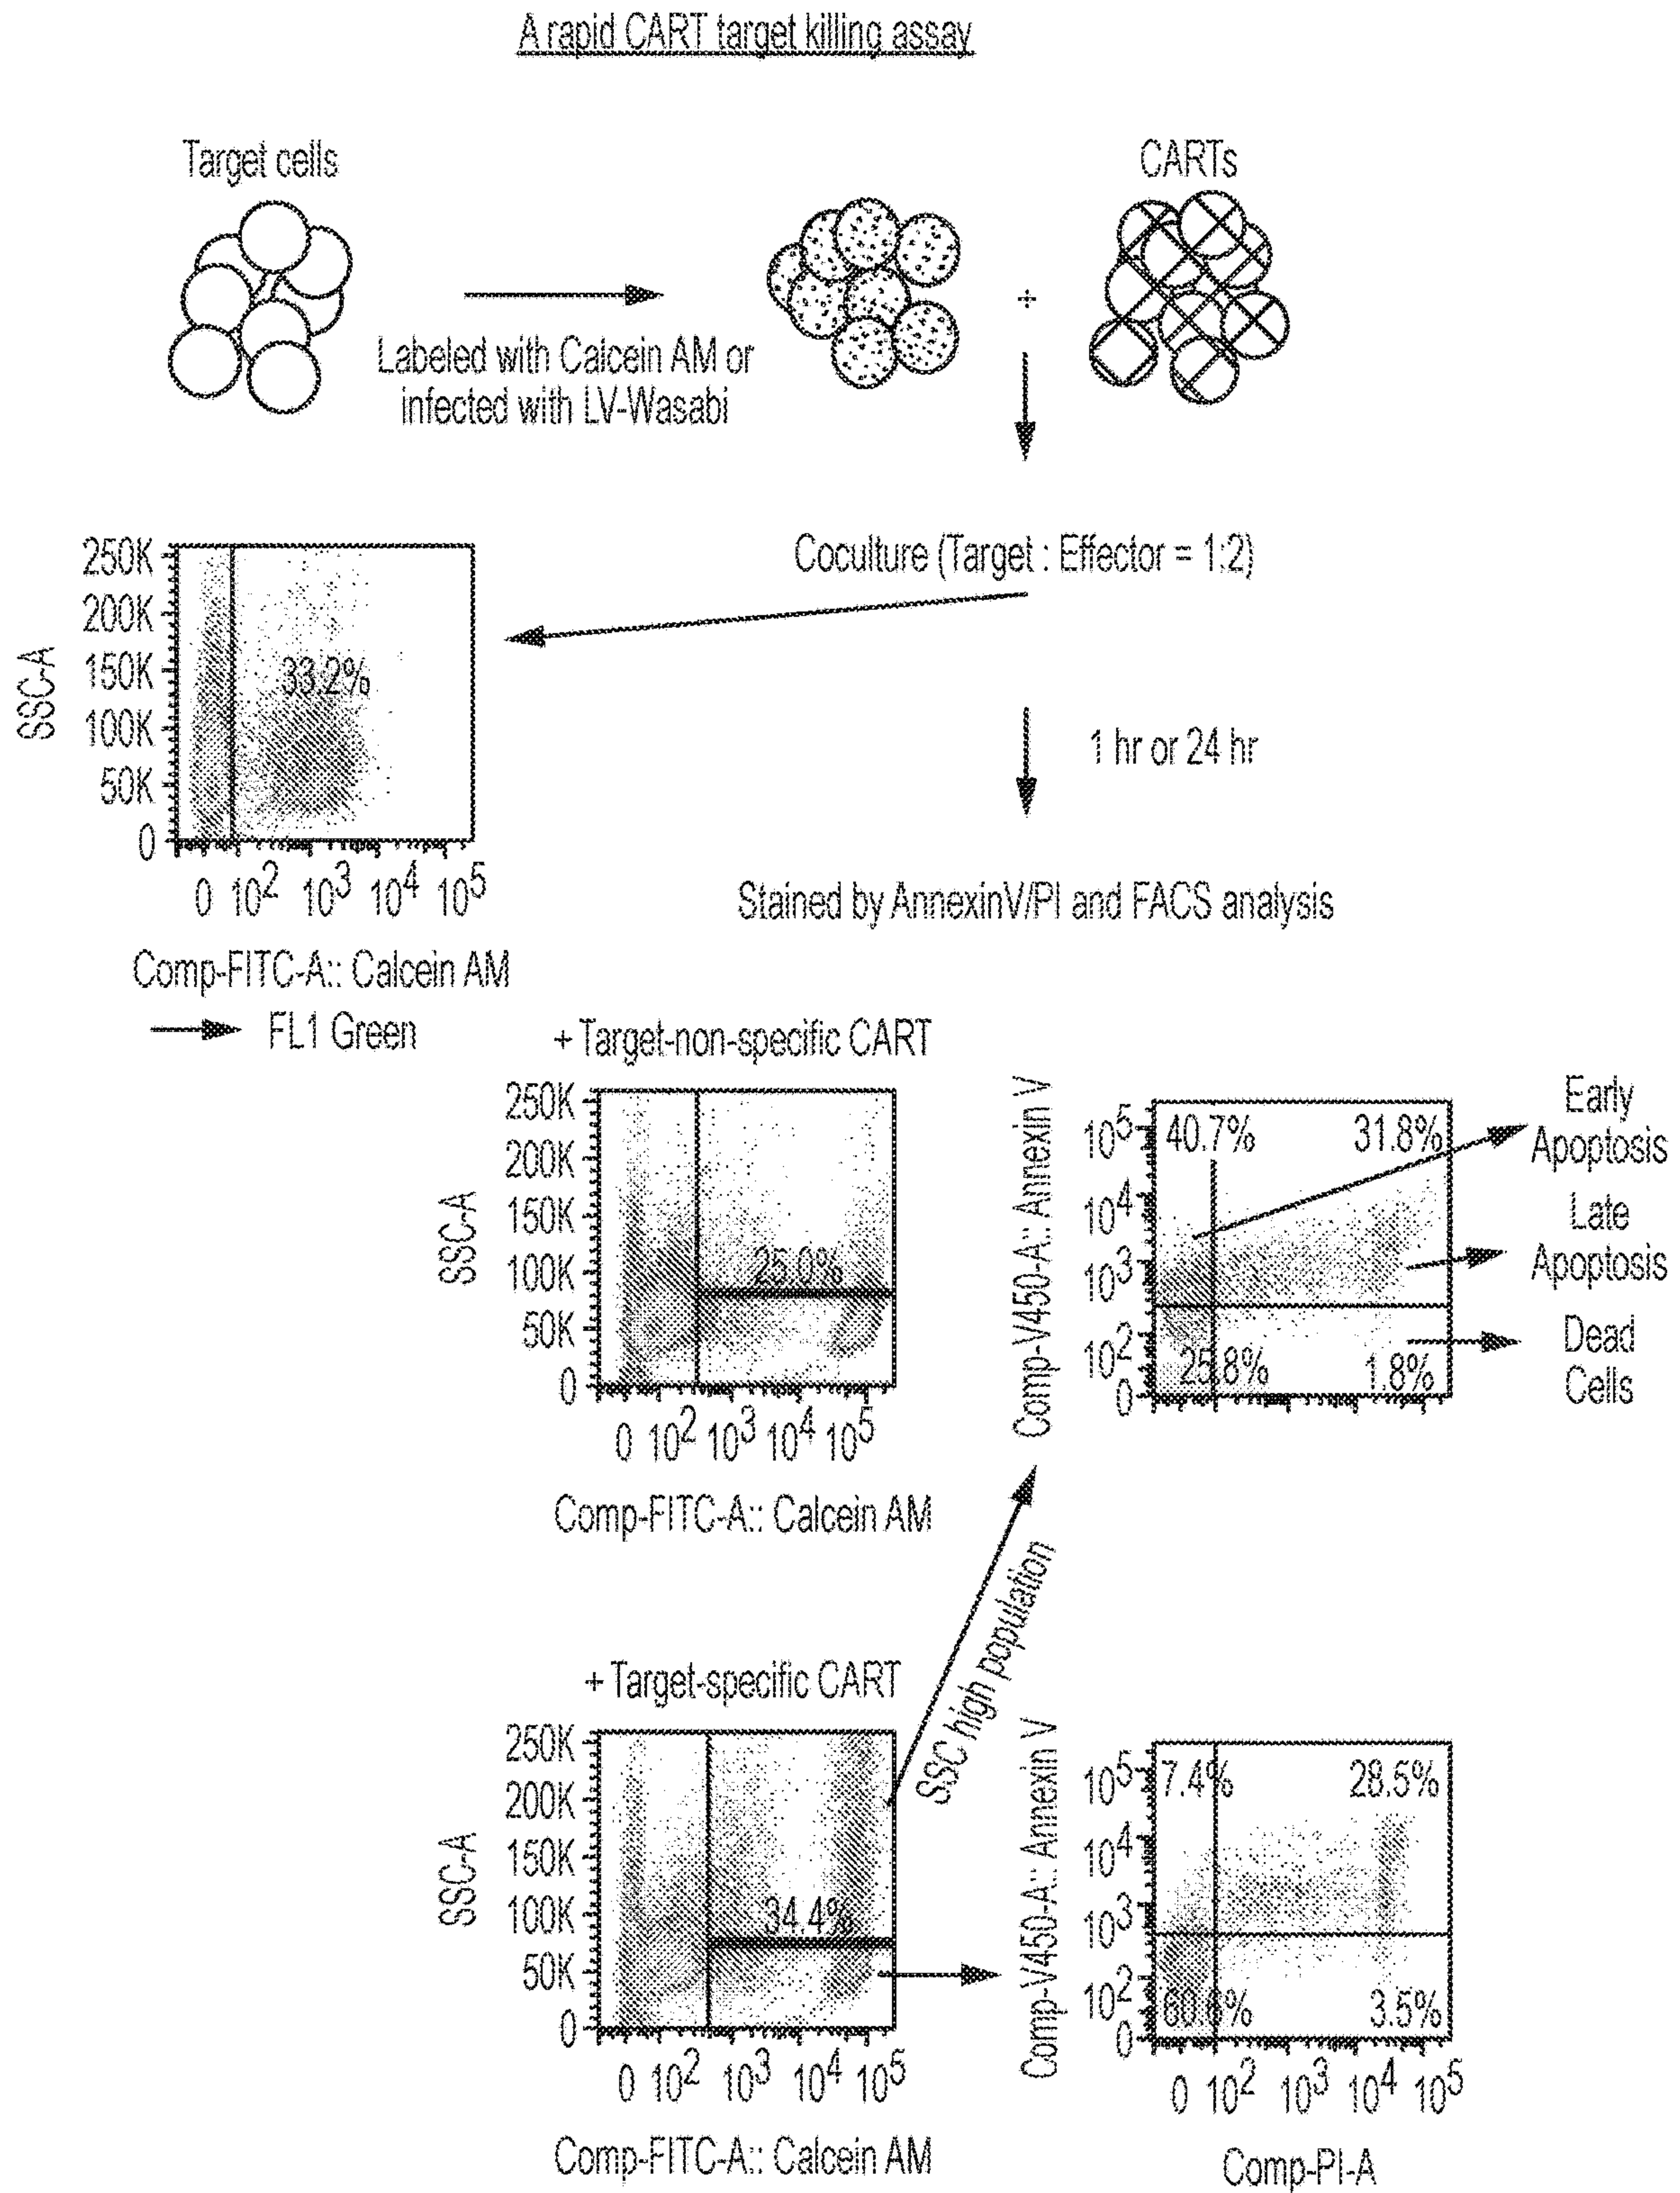 A rapid CART target killing assay
Target cells
CARTs
+
Labeled with Calcein AM or
infected with LV-Wasabi
Coculture (Target : Effector = 1:2)
250K
200K
150K
100K
50K
0
SSC-A
33.2%
0 10² 10³ 10⁴ 10⁵
Comp-FITC-A:: Calcein AM
FL1 Green
1 hr or 24 hr
Stained by AnnexinV/PI and FACS analysis
+ Target-non-specific CART
250K
200K
150K
100K
50K
0
SSC-A
25.0%
0 10² 10³ 10⁴ 10⁵
Comp-FITC-A:: Calcein AM
Comp-V450-A:: Annexin V
10⁵
10⁴
10³
10²
0
40.7% 31.8%
25.8% 1.8%
Early
Apoptosis
Late
Apoptosis
Dead
Cells
SSC high population
+ Target-specific CART
250K
200K
150K
100K
50K
0
SSC-A
34.4%
0 10² 10³ 10⁴ 10⁵
Comp-FITC-A:: Calcein AM
Comp-V450-A:: Annexin V
10⁵
10⁴
10³
10²
0
7.4% 28.5%
3.5%
0 10² 10³ 10⁴ 10⁵
Comp-PI-A